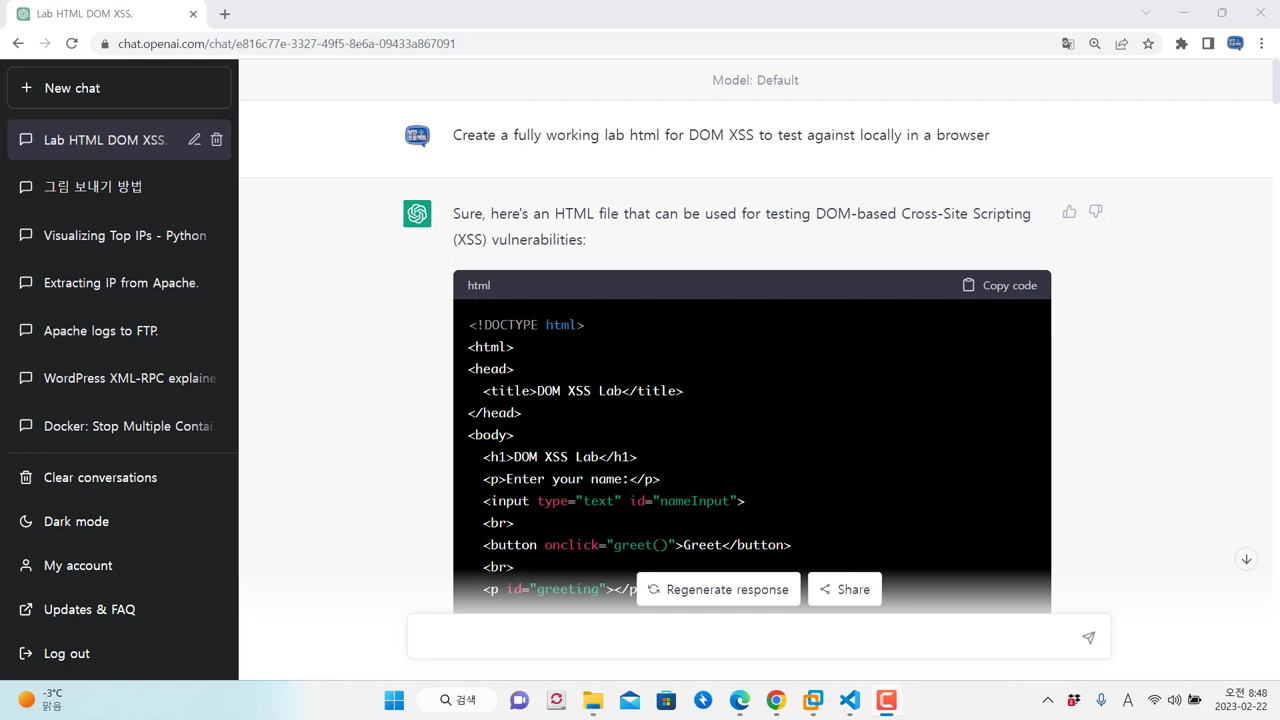 Lab HTML DOM XSS.
chat.openai.com/chat/e816c77e-3327-49f5-8e6a-09433a867091
New chat
Lab HTML DOM XSS.
그림 보내기 방법
Visualizing Top IPs - Python
Extracting IP from Apache.
Apache logs to FTP.
WordPress XML-RPC explaine
Docker: Stop Multiple Contai
Clear conversations
Dark mode
My account
Updates & FAQ
Log out
Model: Default
Create a fully working lab html for DOM XSS to test against locally in a browser
Sure, here's an HTML file that can be used for testing DOM-based Cross-Site Scripting
(XSS) vulnerabilities:
html
Copy code
<!DOCTYPE html>
<html>
<head>
<title>DOM XSS Lab</title>
</head>
<body>
<h1>DOM XSS Lab</h1>
<p>Enter your name:</p>
<input type="text" id="nameInput">
<br>
<button onclick="greet()">Greet</button>
<br>
<p id="greeting"></p
Regenerate response
Share
-3°C
맑음
검색
A
오전 8:48
2023-02-22